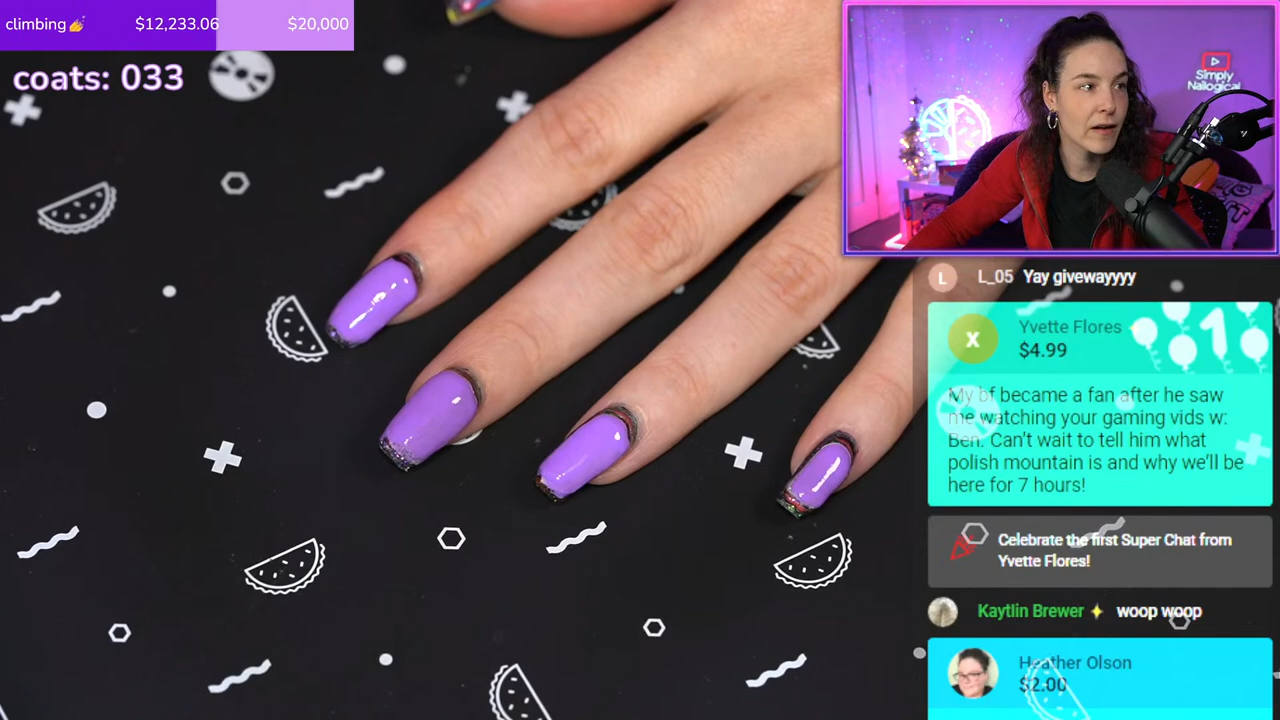 climbing💅 $12,233.06 $20,000
coats: 033
Simply
Nailogical
L L_05 Yay givewayyyy
X Yvette Flores
$4.99
My bf became a fan after he saw
me watching your gaming vids w:
Ben. Can't wait to tell him what
polish mountain is and why we'll be
here for 7 hours!
Celebrate the first Super Chat from
Yvette Flores!
Kaytlin Brewer woop woop
Heather Olson
$2.00